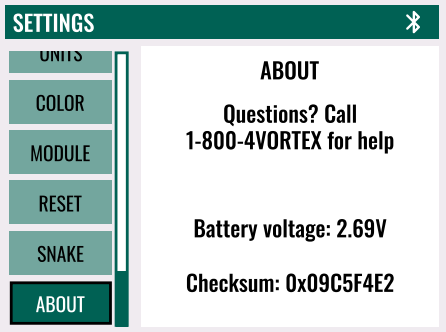 SETTINGS
UNITS
COLOR
MODULE
RESET
SNAKE
ABOUT
ABOUT
Questions? Call
1-800-4VORTEX for help
Battery voltage: 2.69V
Checksum: 0x09C5F4E2